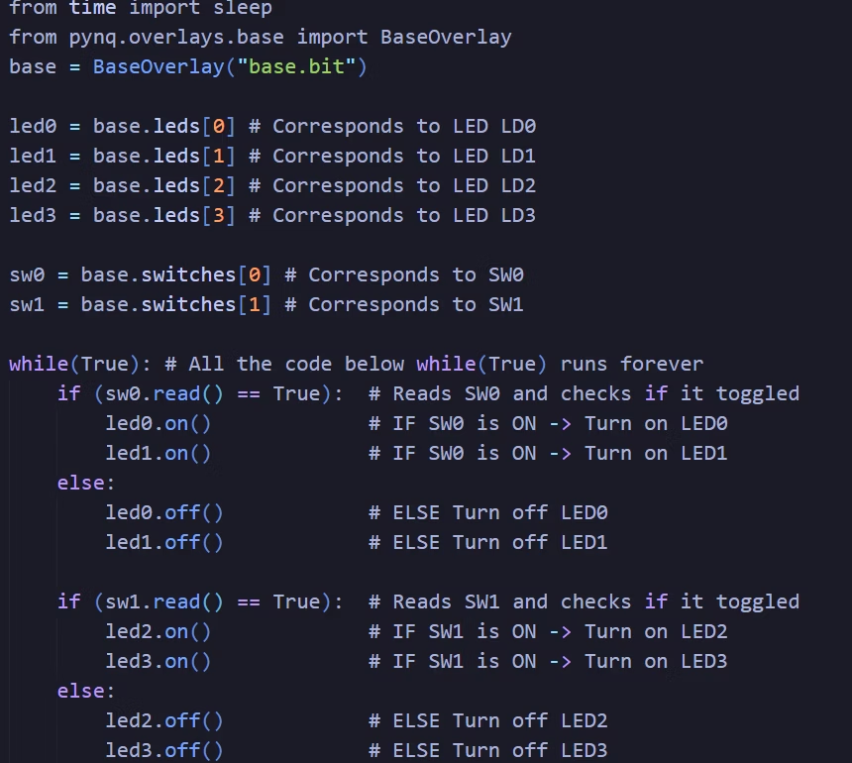 from time import sleep
from pynq.overlays.base import BaseOverlay
base = BaseOverlay("base.bit")

led0 = base.leds[0] # Corresponds to LED LD0
led1 = base.leds[1] # Corresponds to LED LD1
led2 = base.leds[2] # Corresponds to LED LD2
led3 = base.leds[3] # Corresponds to LED LD3

sw0 = base.switches[0] # Corresponds to SW0
sw1 = base.switches[1] # Corresponds to SW1

while(True): # All the code below while(True) runs forever
    if (sw0.read() == True):  # Reads SW0 and checks if it toggled
        led0.on()             # IF SW0 is ON -> Turn on LED0
        led1.on()             # IF SW0 is ON -> Turn on LED1
    else:
        led0.off()            # ELSE Turn off LED0
        led1.off()            # ELSE Turn off LED1

    if (sw1.read() == True):  # Reads SW1 and checks if it toggled
        led2.on()             # IF SW1 is ON -> Turn on LED2
        led3.on()             # IF SW1 is ON -> Turn on LED3
    else:
        led2.off()            # ELSE Turn off LED2
        led3.off()            # ELSE Turn off LED3